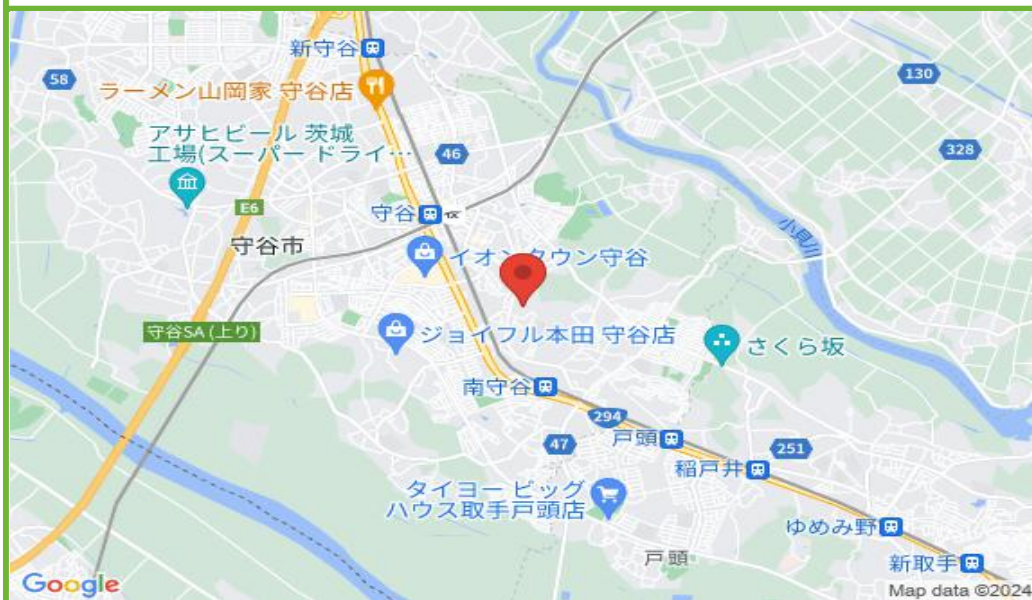 新守谷
58
130
ラーメン山岡家 守谷店
アサヒビール 茨城
工場(スーパードライ…
46
328
E6
守谷
守谷市
イオンタウン守谷
小貝川
守谷SA (上り)
ジョイフル本田 守谷店
さくら坂
南守谷
294
47
戸頭
251
稲戸井
タイヨー ビッグ
ハウス取手戸頭店
ゆめみ野
戸頭
新取手
Google
Map data ©2024